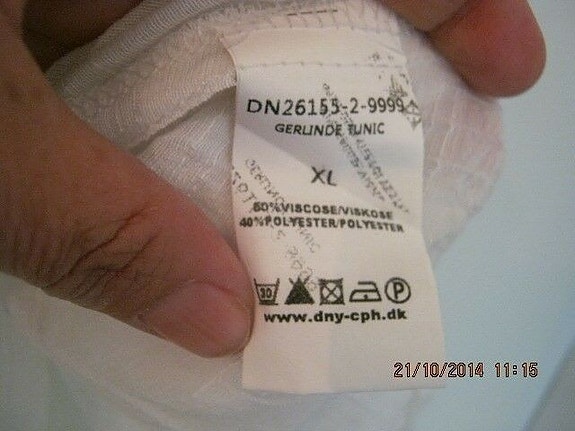 DN26155-2-9999
GERLINDE TUNIC
XL
60%VISCOSE/VISKOSE
40%POLYESTER/POLYESTER
30
P
www.dny-cph.dk
21/10/2014 11:15